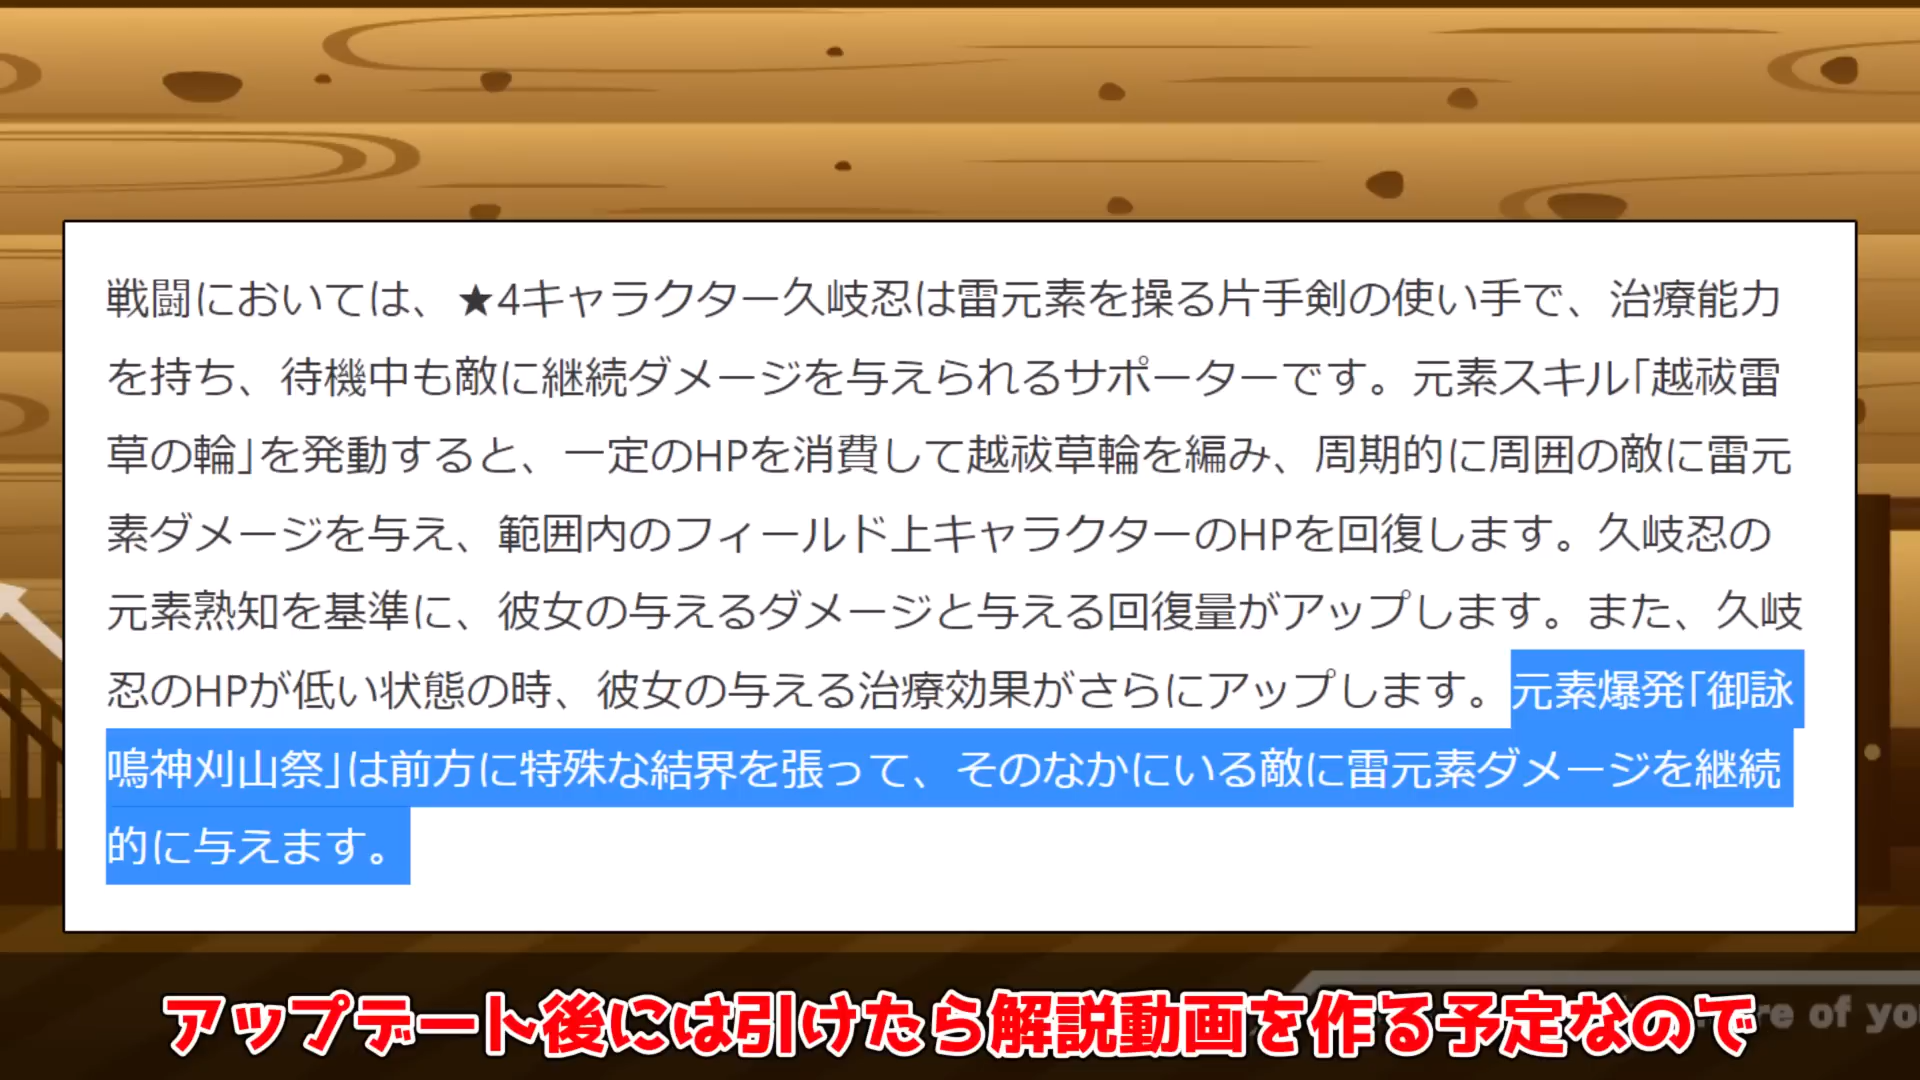 戦闘においては、★4キャラクター久岐忍は雷元素を操る片手剣の使い手で、治療能力
を持ち、待機中も敵に継続ダメージを与えられるサポーターです。元素スキル「越祓雷
草の輪」を発動すると、一定のHPを消費して越祓草輪を編み、周期的に周囲の敵に雷元
素ダメージを与え、範囲内のフィールド上キャラクターのHPを回復します。久岐忍の
元素熟知を基準に、彼女の与えるダメージと与える回復量がアップします。また、久岐
忍のHPが低い状態の時、彼女の与える治療効果がさらにアップします。元素爆発「御詠
鳴神刈山祭」は前方に特殊な結界を張って、そのなかにいる敵に雷元素ダメージを継続
的に与えます。
アップデート後には引けたら解説動画を作る予定なので
of